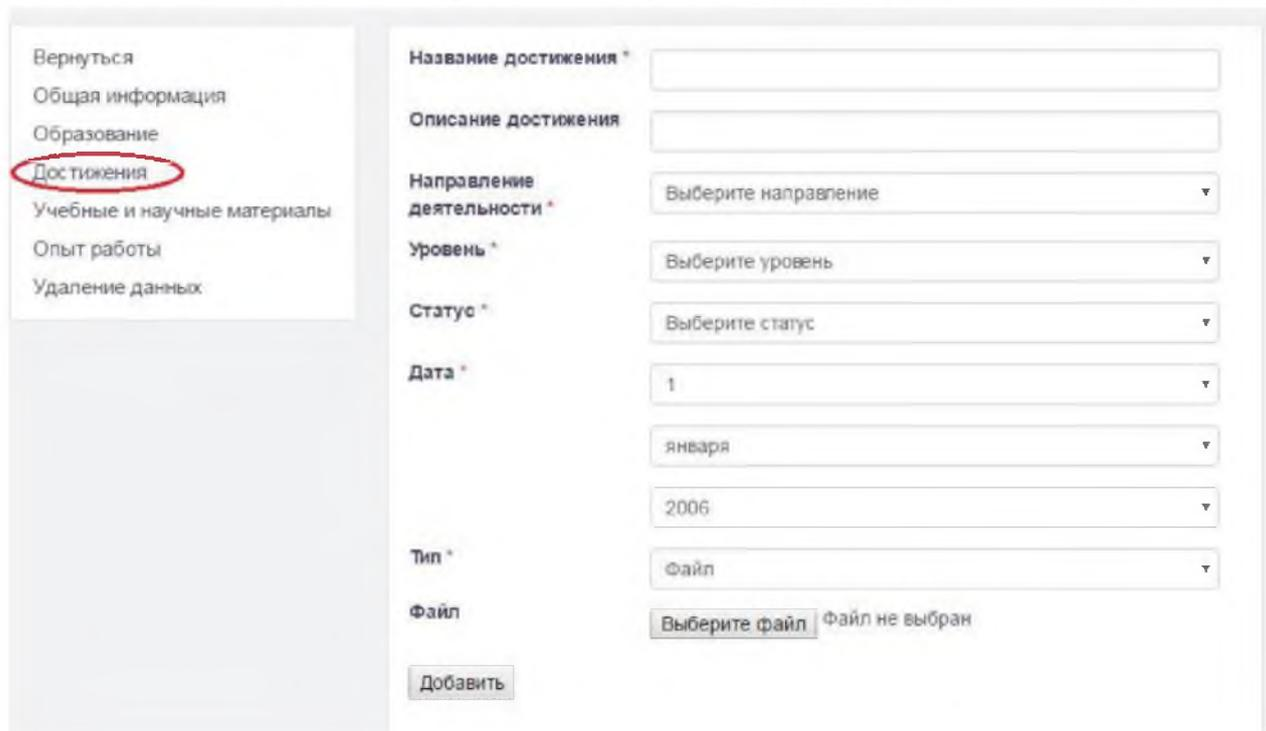 Вернуться
Общая информация
Образование
Достижения
Учебные и научные материалы
Опыт работы
Удаление данных
Название достижения *
Описание достижения
Направление
деятельности *
Выберите направление
Уровень *
Выберите уровень
Статус *
Выберите статус
Дата *
1
января
2006
Тип *
Файл
Файл
Выберите файл Файл не выбран
Добавить